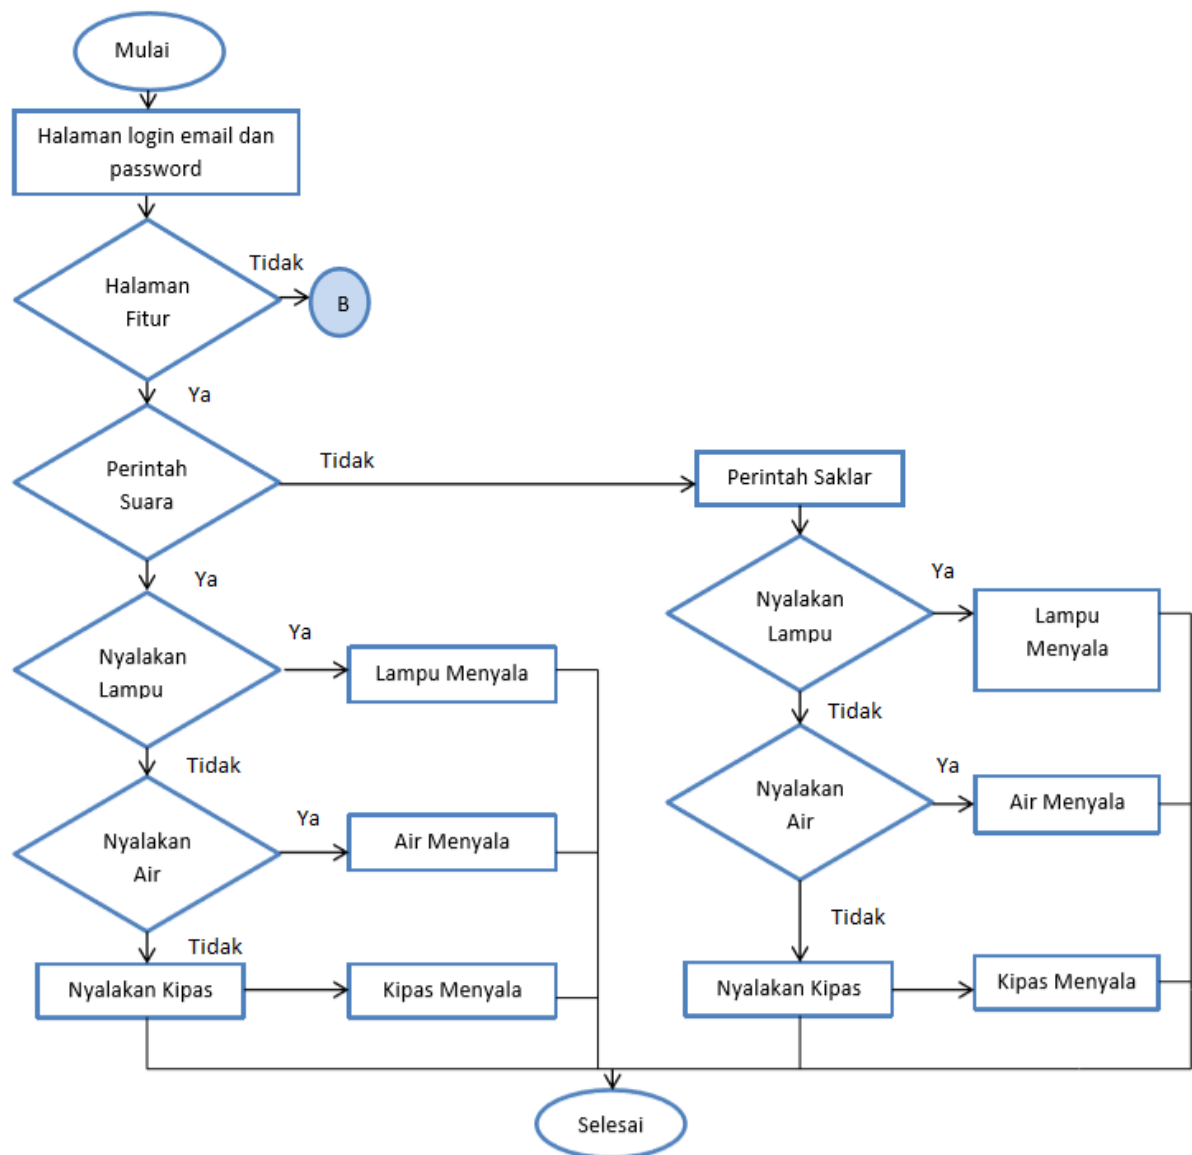 Mulai
Halaman login email dan
password
Halaman
Fitur
Tidak
B
Ya
Perintah
Suara
Tidak
Perintah Saklar
Ya
Nyalakan
Lampu
Ya
Lampu Menyala
Tidak
Nyalakan
Air
Ya
Air Menyala
Tidak
Nyalakan Kipas
Kipas Menyala
Nyalakan
Lampu
Ya
Lampu
Menyala
Tidak
Nyalakan
Air
Ya
Air Menyala
Tidak
Nyalakan Kipas
Kipas Menyala
Selesai